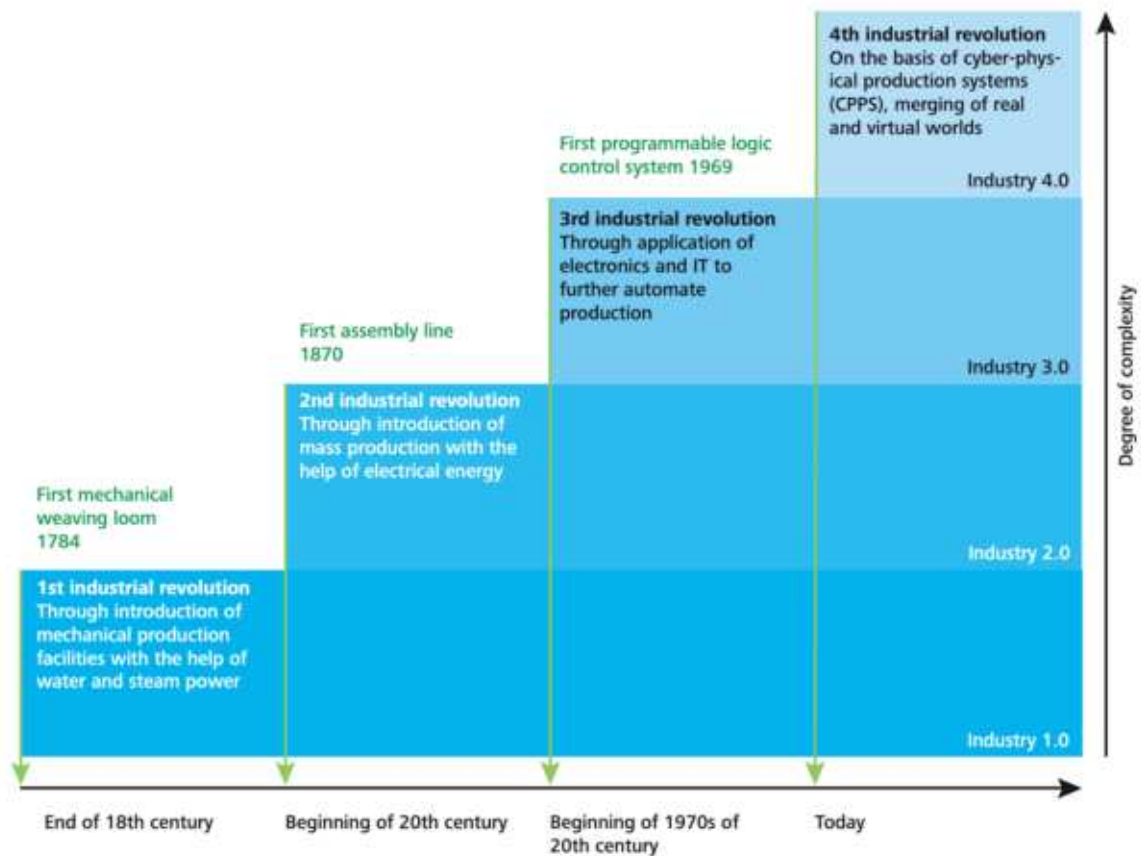 4th industrial revolution
On the basis of cyber-phys-
ical production systems
(CPPS), merging of real
and virtual worlds
Industry 4.0
First programmable logic
control system 1969
3rd industrial revolution
Through application of
electronics and IT to
further automate
production
Industry 3.0
First assembly line
1870
2nd industrial revolution
Through introduction of
mass production with the
help of electrical energy
Industry 2.0
First mechanical
weaving loom
1784
1st industrial revolution
Through introduction of
mechanical production
facilities with the help of
water and steam power
Industry 1.0
Degree of complexity
End of 18th century
Beginning of 20th century
Beginning of 1970s of
20th century
Today